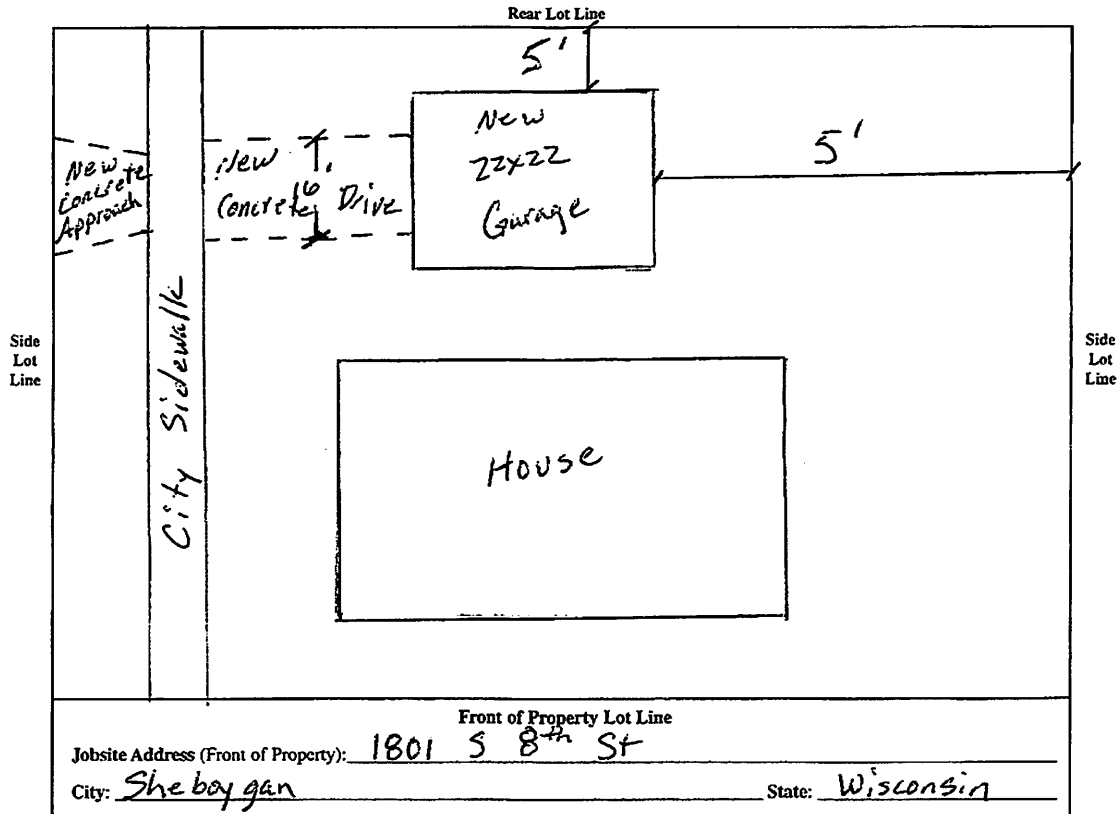 Rear Lot Line
5'
New
22x22
Garage
5'
New
Concrete
Approach
New
Concrete Drive
16'
City Sidewalk
Side
Lot
Line
Side
Lot
Line
House
Front of Property Lot Line
Jobsite Address (Front of Property): 1801 S 8th St
City: Sheboygan State: Wisconsin